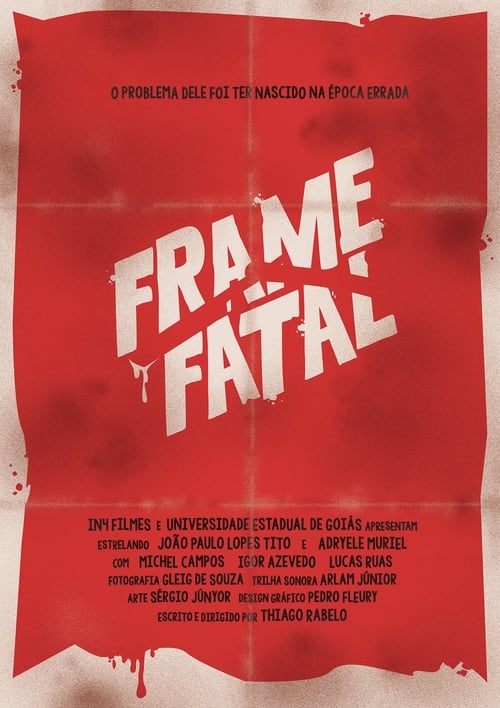 O PROBLEMA DELE FOI TER NASCIDO NA ÉPOCA ERRADA
FRAME
FATAL
IN4 FILMES E UNIVERSIDADE ESTADUAL DE GOIÁS APRESENTAM
ESTRELANDO JOÃO PAULO LOPES TITO E ADRYELE MURIEL
COM MICHEL CAMPOS IGOR AZEVEDO LUCAS RUAS
FOTOGRAFIA GLEIG DE SOUZA TRILHA SONORA ARLAM JÚNIOR
ARTE SÉRGIO JÚNYOR DESIGN GRÁFICO PEDRO FLEURY
ESCRITO E DIRIGIDO POR THIAGO RABELO